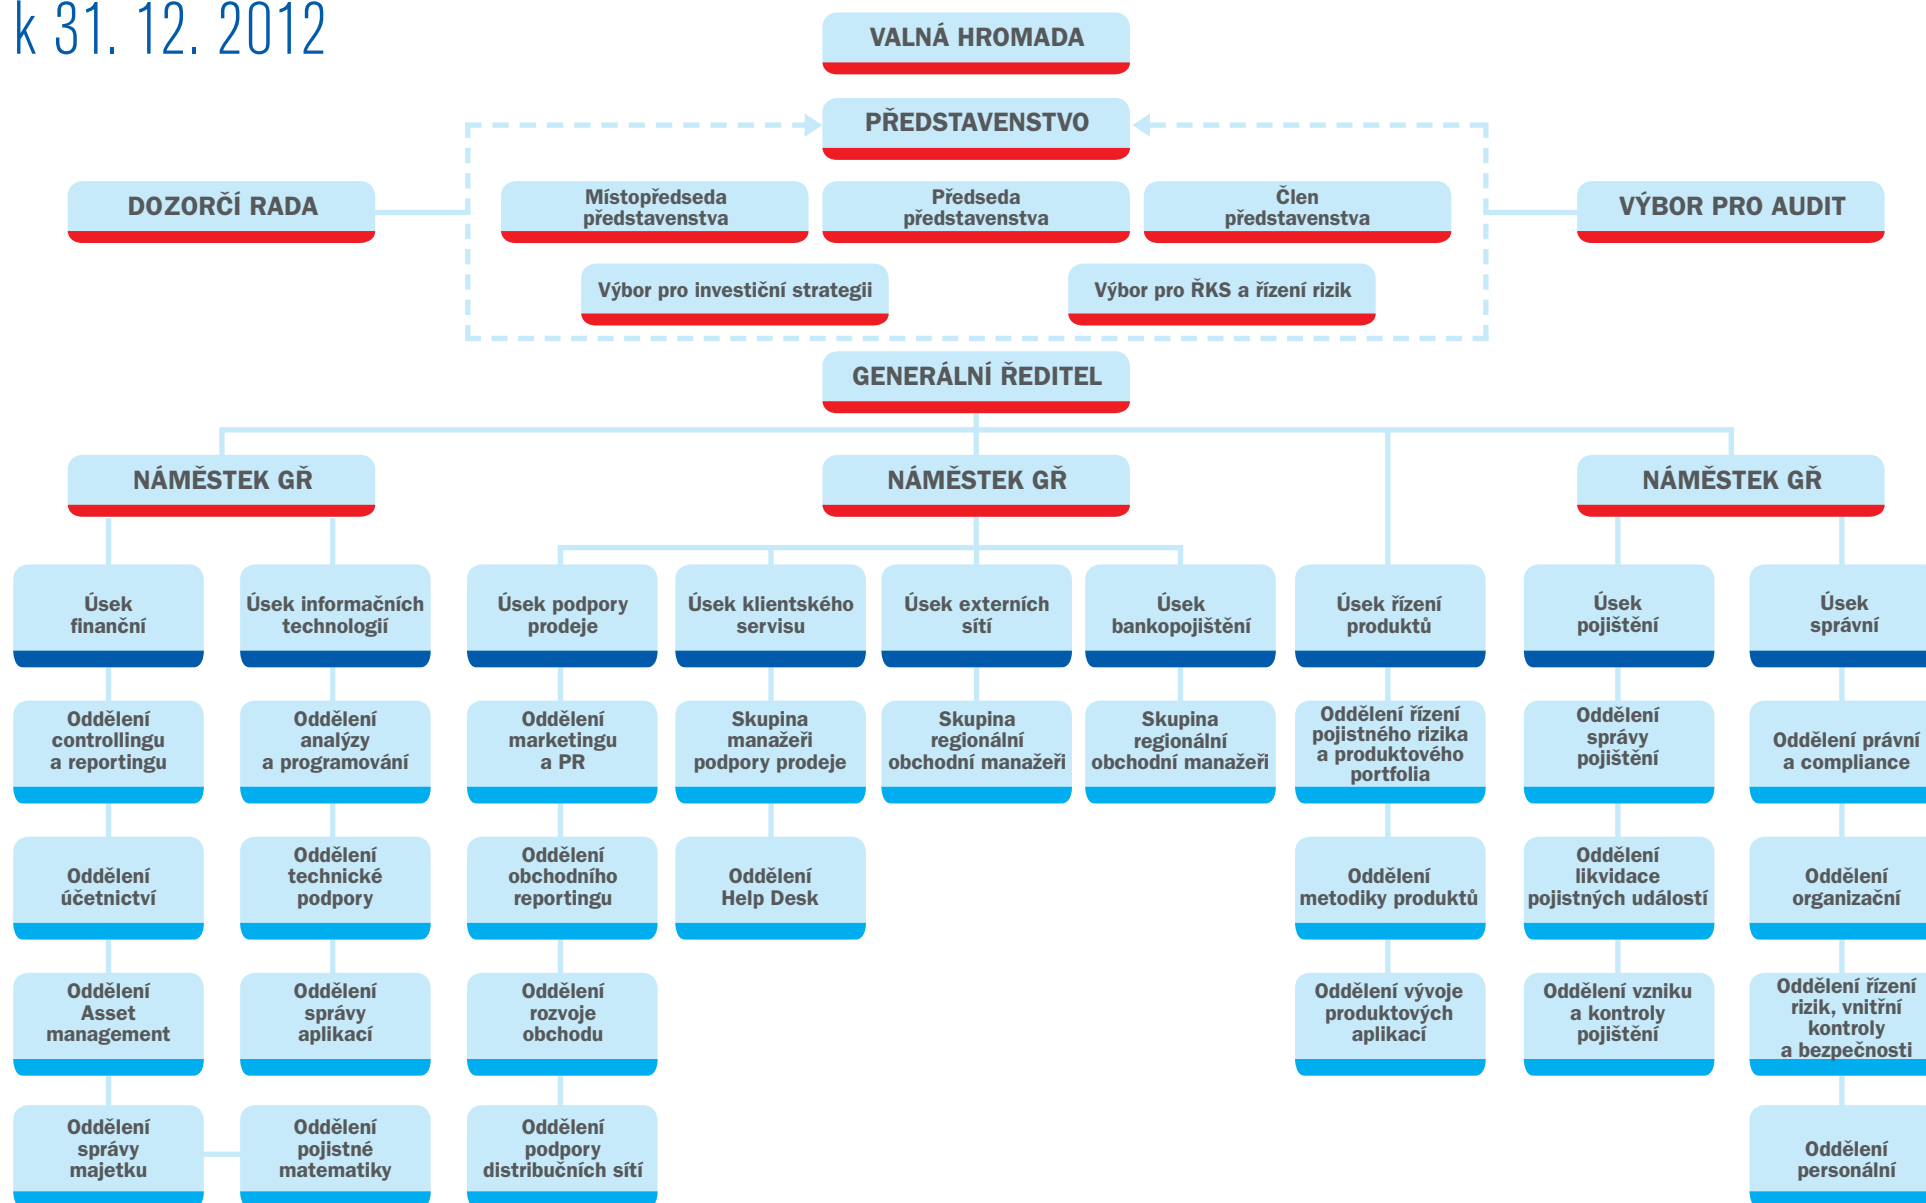 k 31. 12. 2012
VALNÁ HROMADA
PŘEDSTAVENSTVO
DOZORČÍ RADA
Místopředseda
představenstva
Předseda
představenstva
Člen
představenstva
VÝBOR PRO AUDIT
Výbor pro investiční strategii
Výbor pro ŘKS a řízení rizik
GENERÁLNÍ ŘEDITEL
NÁMĚSTEK GŘ
NÁMĚSTEK GŘ
NÁMĚSTEK GŘ
Úsek
finanční
Úsek informačních
technologií
Úsek podpory
prodeje
Úsek klientského
servisu
Úsek externích
sítí
Úsek
bankopojištění
Úsek řízení
produktů
Úsek
pojištění
Úsek
správní
Oddělení
controllingu
a reportingu
Oddělení
analýzy
a programování
Oddělení
marketingu
a PR
Skupina
manažeři
podpory prodeje
Skupina
regionální
obchodní manažeři
Skupina
regionální
obchodní manažeři
Oddělení řízení
pojistného rizika
a produktového
portfolia
Oddělení
správy
pojištění
Oddělení právní
a compliance
Oddělení
účetnictví
Oddělení
technické
podpory
Oddělení
obchodního
reportingu
Oddělení
Help Desk
Oddělení
metodiky produktů
Oddělení
likvidace
pojistných událostí
Oddělení
organizační
Oddělení
Asset
management
Oddělení
správy
aplikací
Oddělení
rozvoje
obchodu
Oddělení vývoje
produktových
aplikací
Oddělení vzniku
a kontroly
pojištění
Oddělení řízení
rizik, vnitřní
kontroly
a bezpečnosti
Oddělení
správy
majetku
Oddělení
pojistné
matematiky
Oddělení
podpory
distribučních sítí
Oddělení
personální